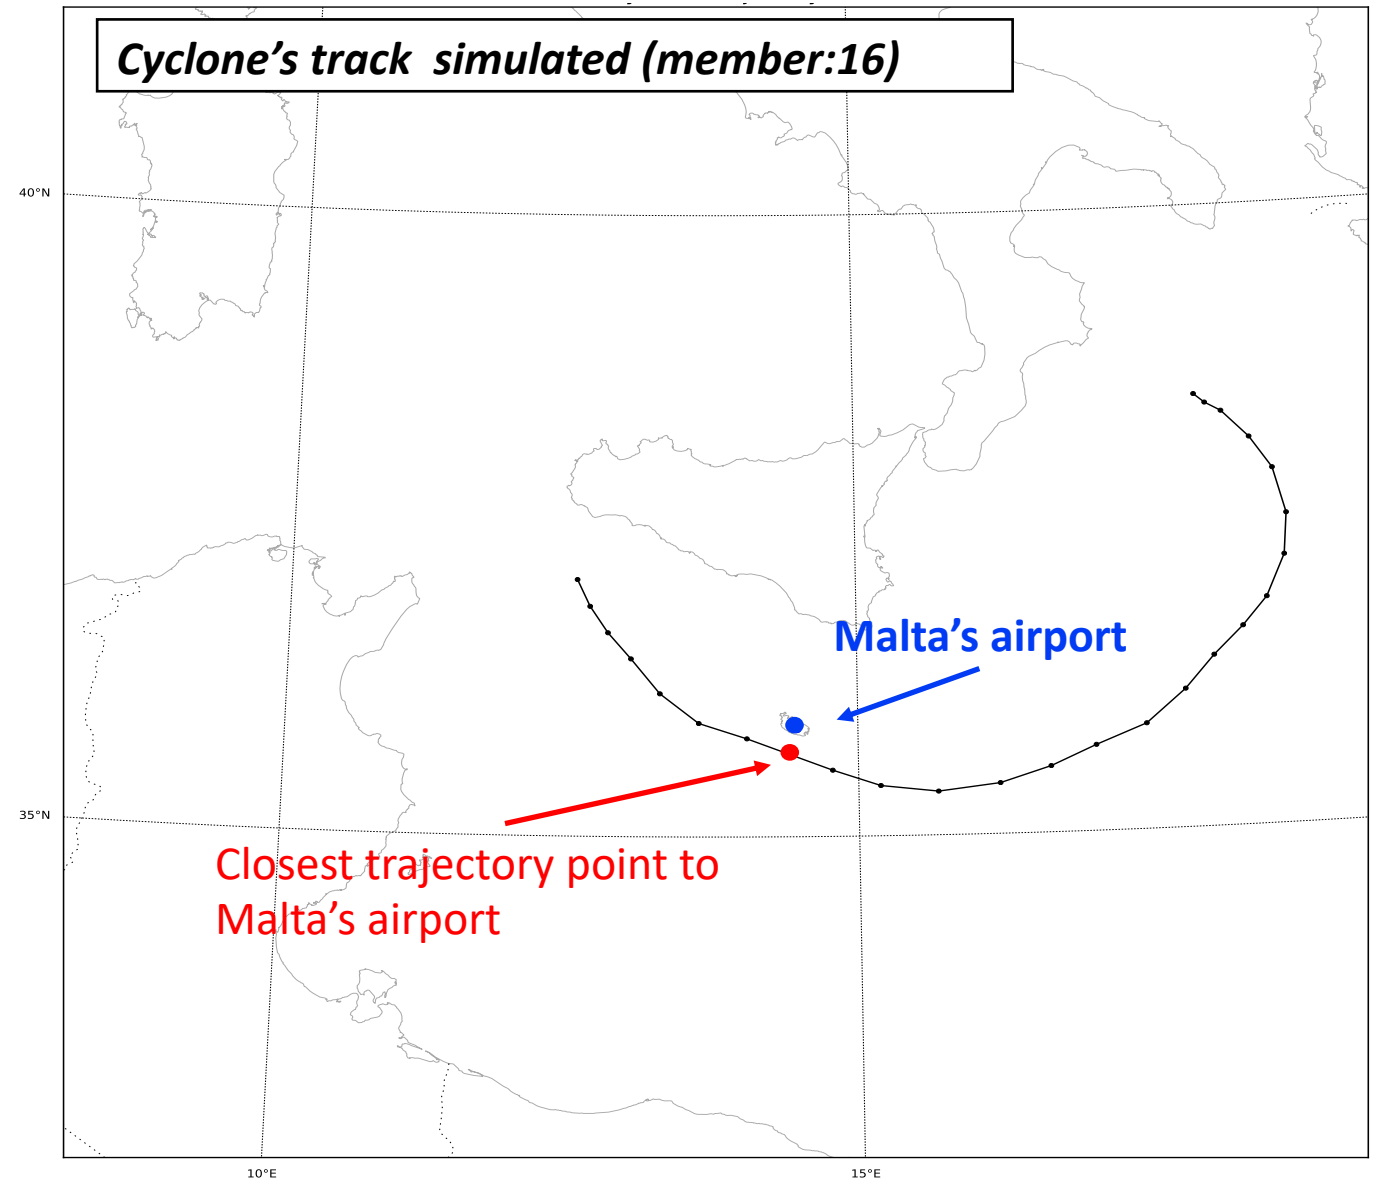 Cyclone’s track  simulated (member:16)
40°N
Malta’s airport
35°N
Closest trajectory point to
Malta’s airport
10°E
15°E